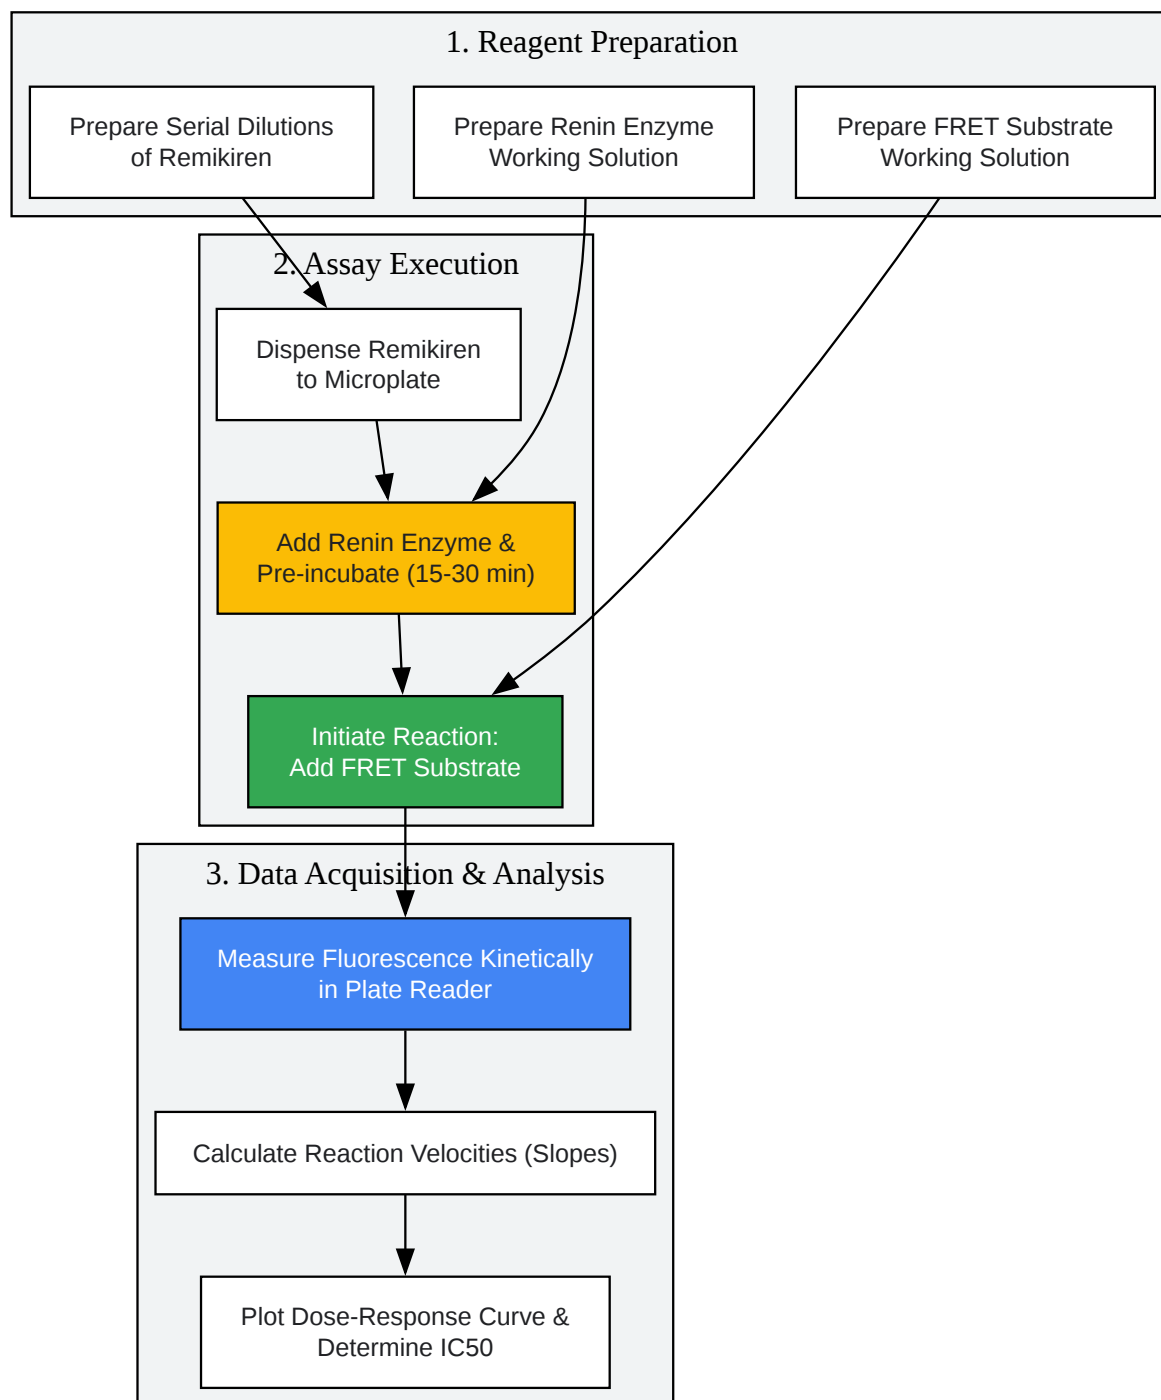 1. Reagent Preparation
Prepare Serial Dilutions
of Remikiren
Prepare Renin Enzyme
Working Solution
Prepare FRET Substrate
Working Solution
2. Assay Execution
Dispense Remikiren
to Microplate
Add Renin Enzyme &
Pre-incubate (15-30 min)
Initiate Reaction:
Add FRET Substrate
3. Data Acquisition & Analysis
Measure Fluorescence Kinetically
in Plate Reader
Calculate Reaction Velocities (Slopes)
Plot Dose-Response Curve &
Determine IC50